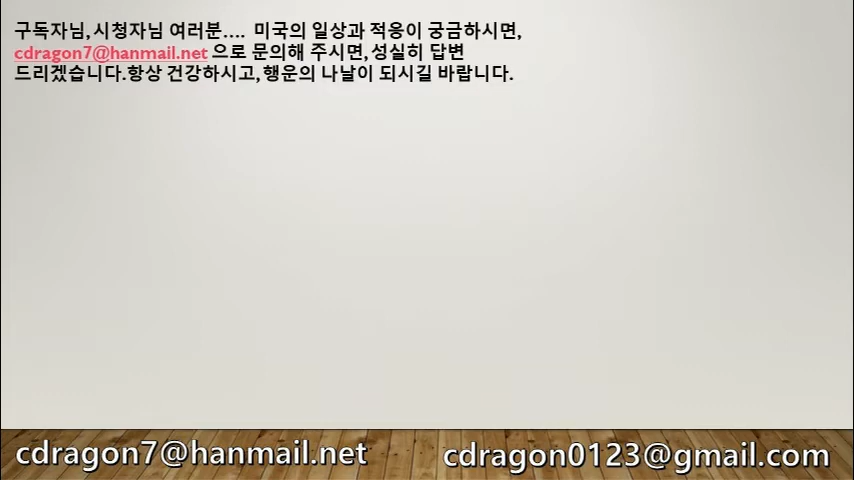 구독자님,시청자님 여러분.... 미국의 일상과 적응이 궁금하시면,
cdragon7@hanmail.net 으로 문의해 주시면, 성실히 답변
드리겠습니다.항상 건강하시고,행운의 나날이 되시길 바랍니다.
cdragon7@hanmail.net cdragon0123@gmail.com